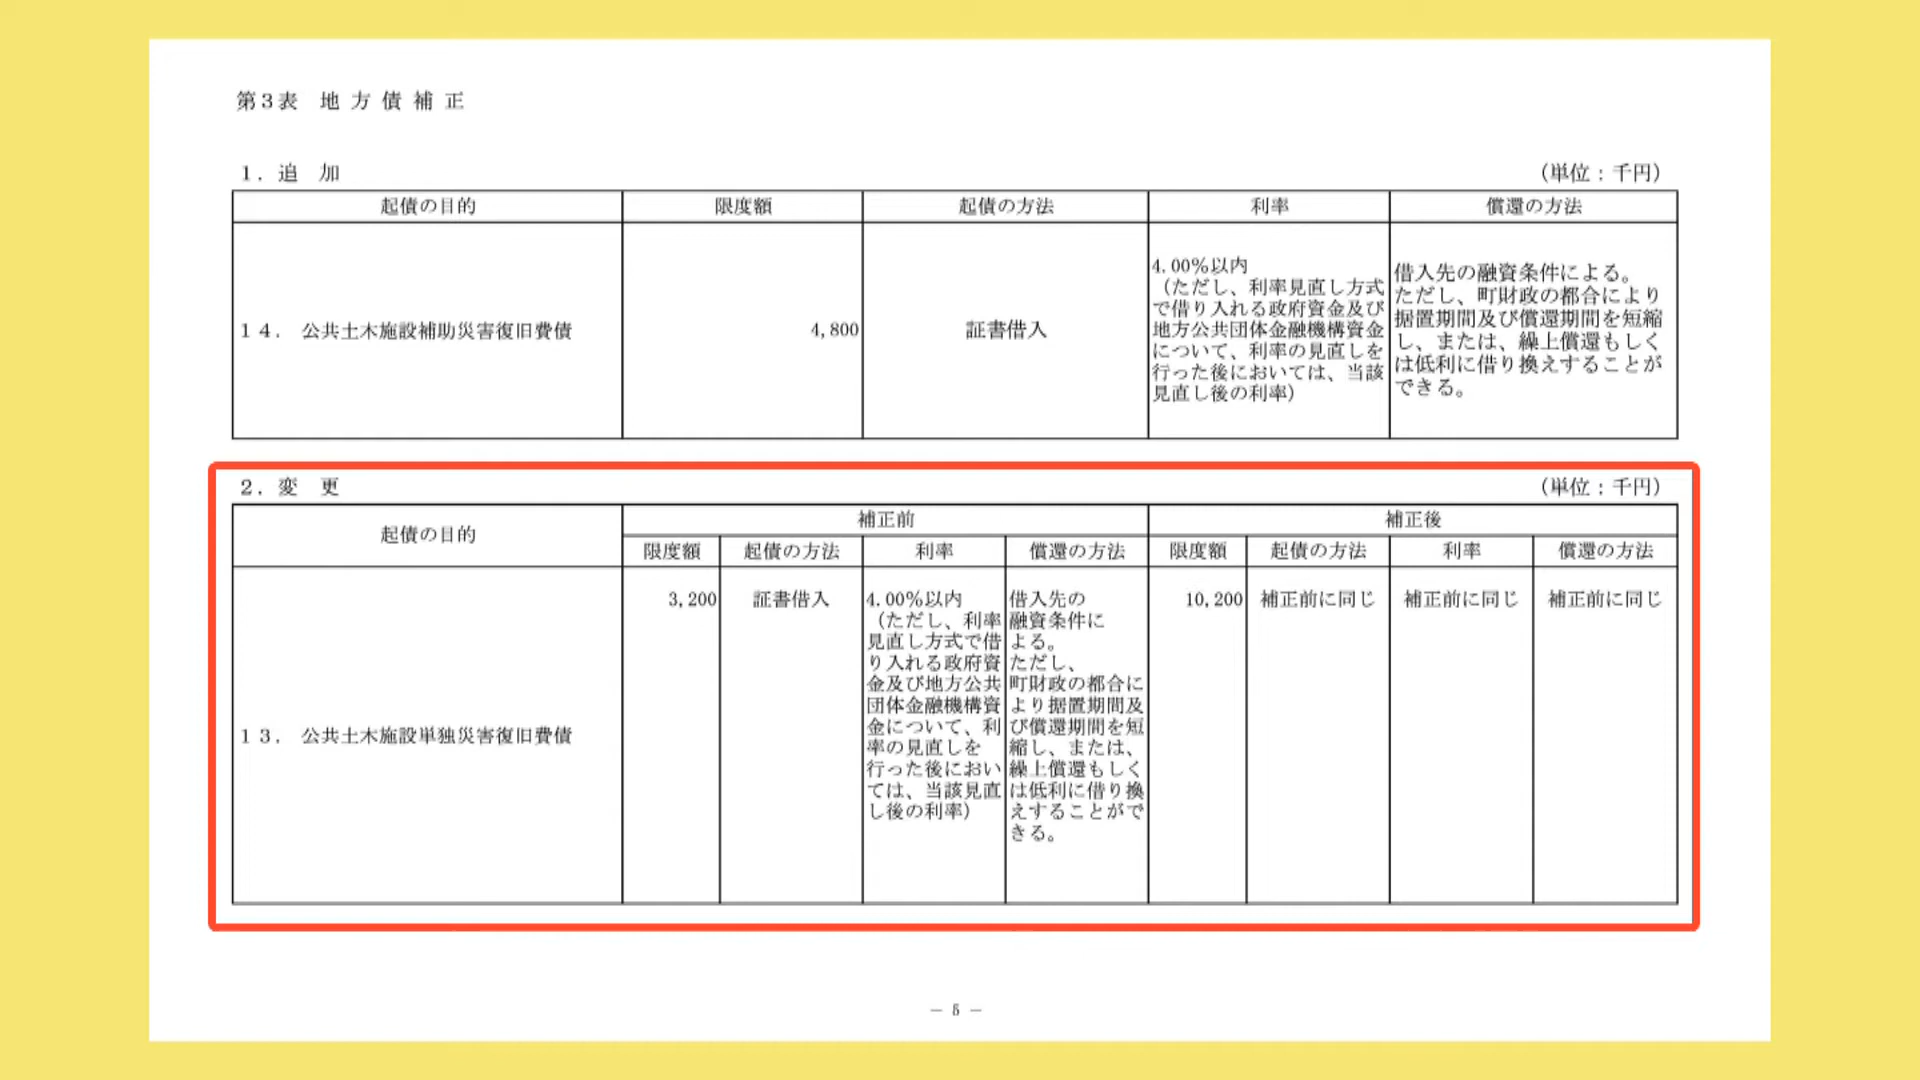 第3表 地方債補正
1. 追 加 (単位:千円)
起債の目的 限度額 起債の方法 利率 償還の方法
14. 公共土木施設補助災害復旧費債 4,800 証書借入
4.00%以内
(ただし、利率見直し方式
で借り入れる政府資金及び
地方公共団体金融機構資金
について、利率の見直しを
行った後においては、当該
見直し後の利率)
借入先の融資条件による。
ただし、町財政の都合により
据置期間及び償還期間を短縮
し、または、繰上償還もしく
は低利に借り換えすることが
できる。
2. 変 更 (単位:千円)
起債の目的 補正前 補正後
限度額 起債の方法 利率 償還の方法 限度額 起債の方法 利率 償還の方法
13. 公共土木施設単独災害復旧費債
3,200 証書借入
4.00%以内
(ただし、利率
見直し方式で借
り入れる政府資
金及び地方公共
団体金融機構資
金について、利
率の見直しを
行った後におい
ては、当該見直
し後の利率)
借入先の
融資条件に
よる。
ただし、
町財政の都合に
より据置期間及
び償還期間を短
縮し、または、
繰上償還もしく
は低利に借り換
えすることがで
きる。
10,200 補正前に同じ 補正前に同じ 補正前に同じ
— 5 —